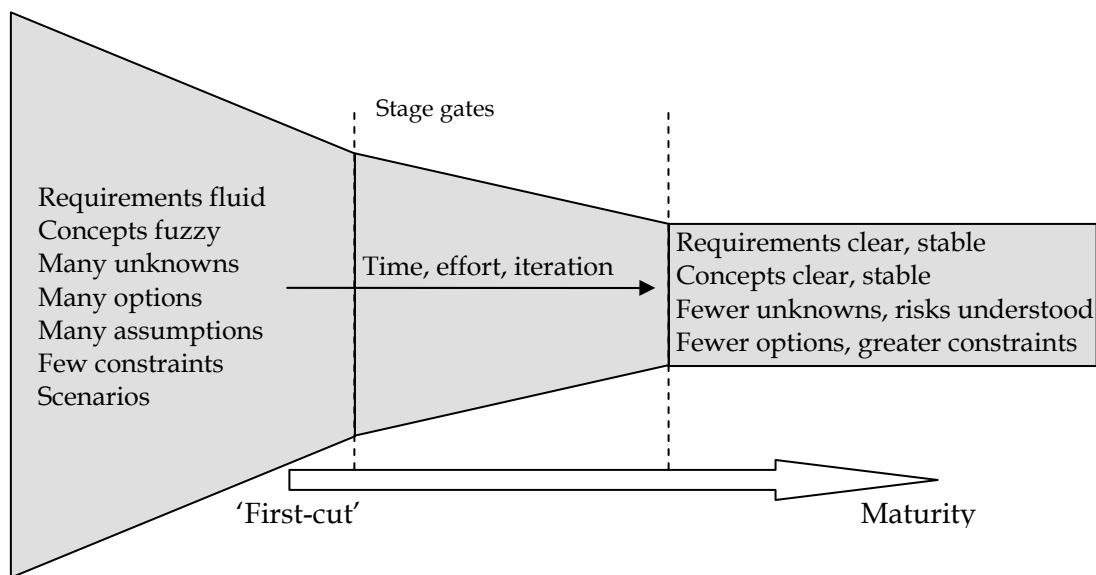 Stage gates
Requirements fluid
Concepts fuzzy
Many unknowns
Many options
Many assumptions
Few constraints
Scenarios
Time, effort, iteration
Requirements clear, stable
Concepts clear, stable
Fewer unknowns, risks understood
Fewer options, greater constraints
‘First-cut’
Maturity